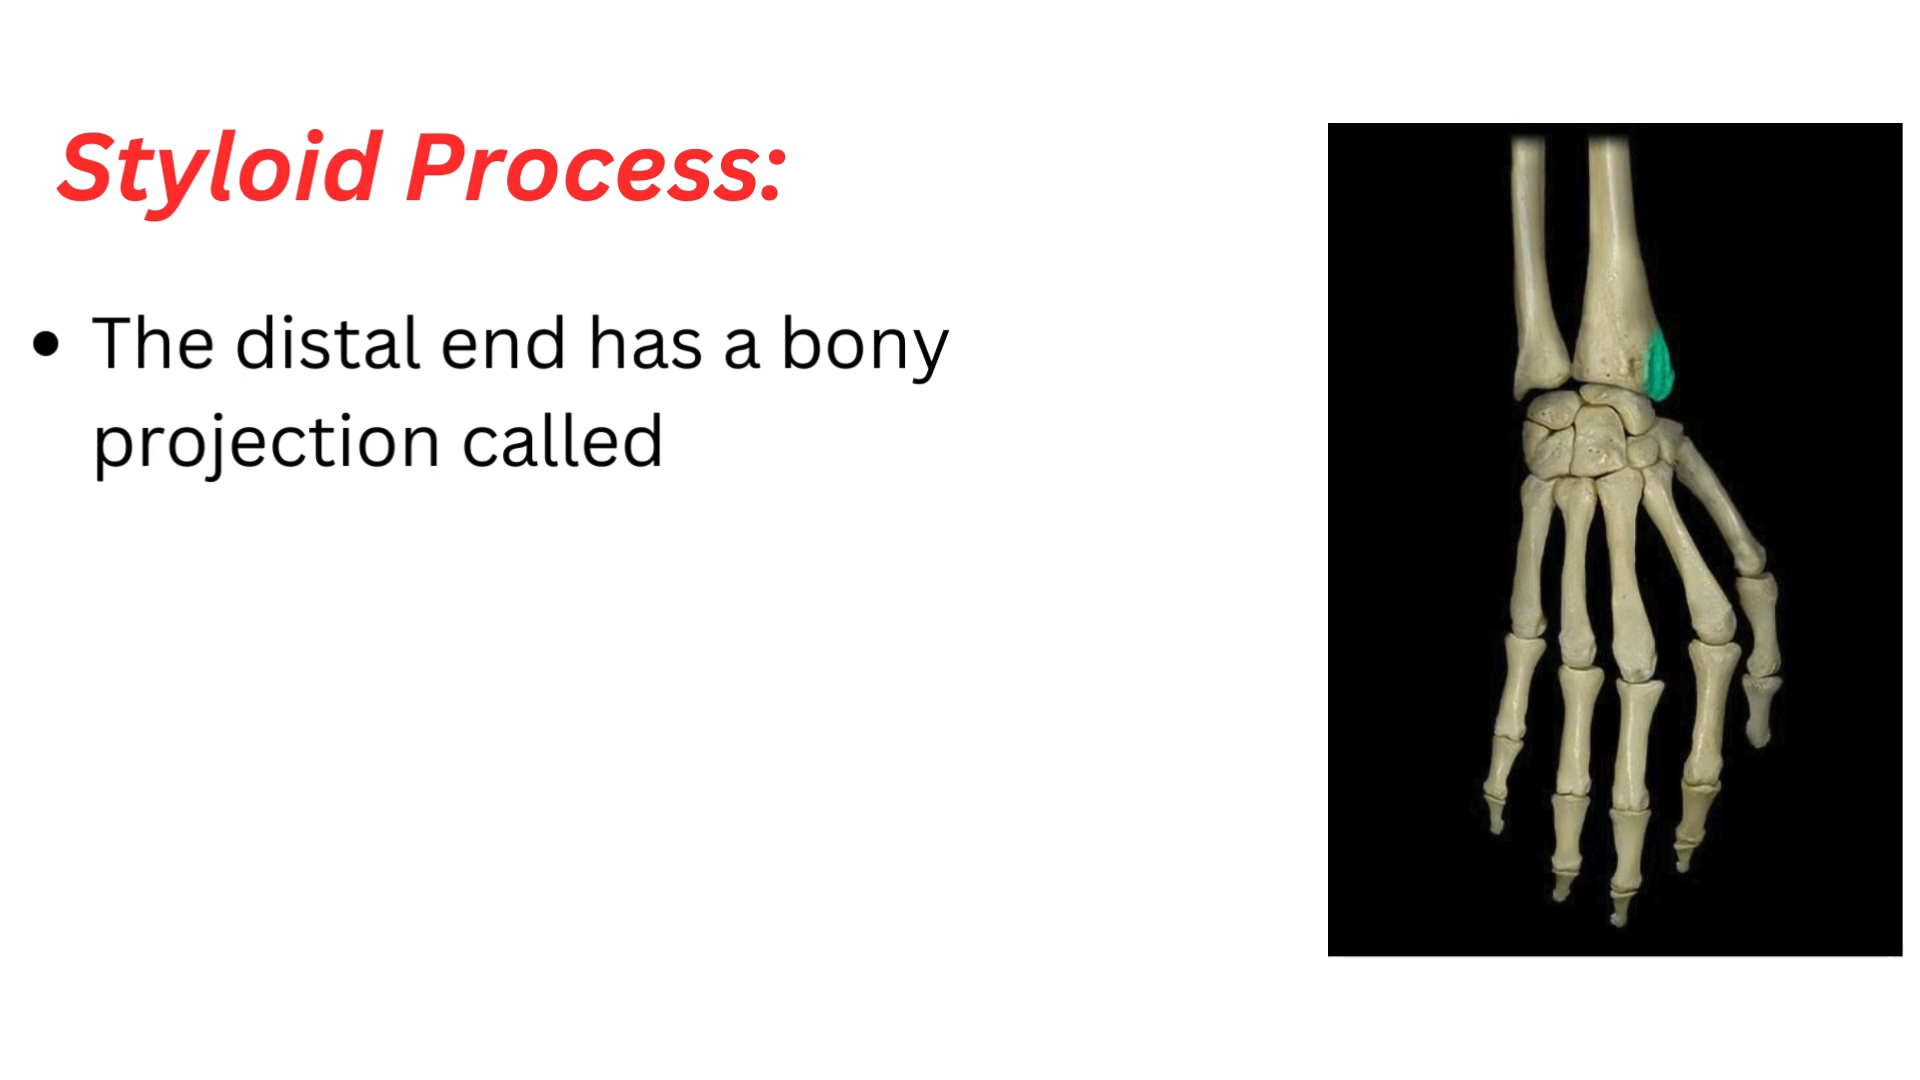 Styloid Process:
• The distal end has a bony
projection called